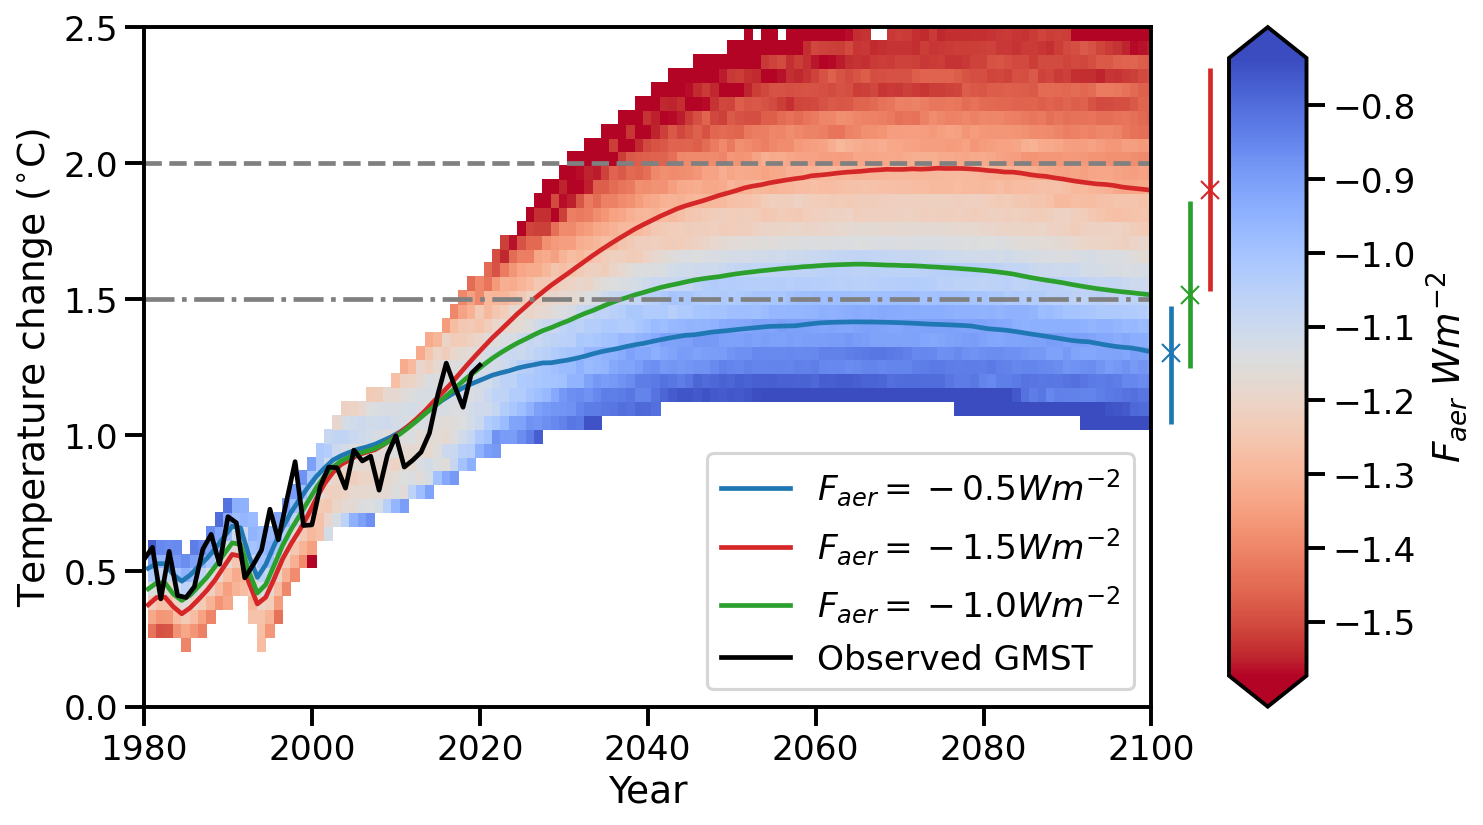 Temperature change (°C)
2.5
2.0
1.5
1.0
0.5
0.0
1980 2000 2020 2040 2060 2080 2100
Year
F_aer = −0.5Wm⁻²
F_aer = −1.5Wm⁻²
F_aer = −1.0Wm⁻²
Observed GMST
−0.8
−0.9
−1.0
−1.1
−1.2
−1.3
−1.4
−1.5
F_aer Wm⁻²